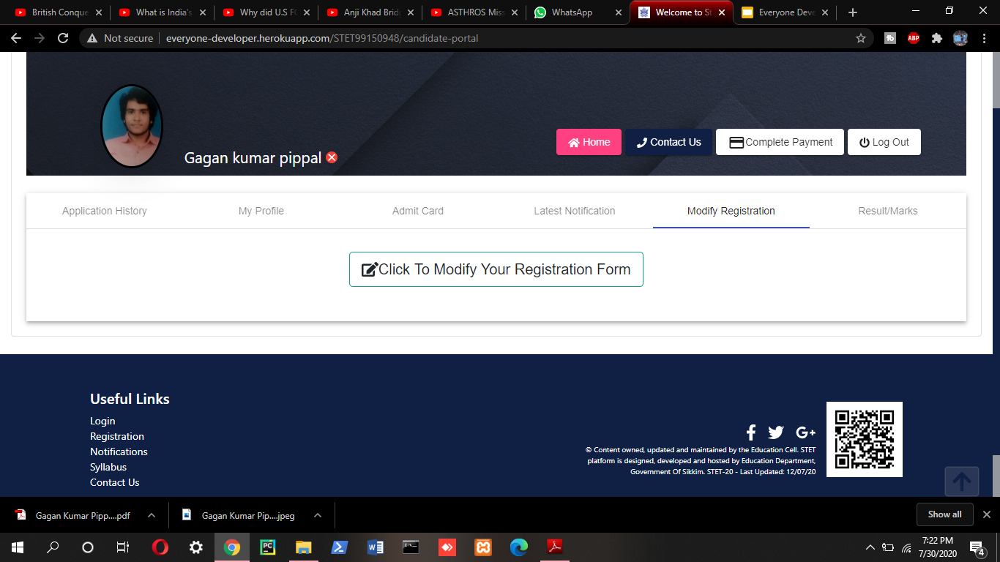 British Conque
What is India's
Why did U.S F
Anji Khad Brid
ASTHROS Miss
WhatsApp
Welcome to St
Everyone Deve
Not secure
everyone-developer.herokuapp.com/STET99150948/candidate-portal
ABP
Gagan kumar pippal
Home
Contact Us
Complete Payment
Log Out
Application History
My Profile
Admit Card
Latest Notification
Modify Registration
Result/Marks
Click To Modify Your Registration Form
Useful Links
Login
Registration
Notifications
Syllabus
Contact Us
© Content owned, updated and maintained by the Education Cell. STET
platform is designed, developed and hosted by Education Department,
Government Of Sikkim. STET-20 - Last Updated: 12/07/20
Gagan Kumar Pipp....pdf
Gagan Kumar Pip....jpeg
Show all
7:22 PM
7/30/2020
4